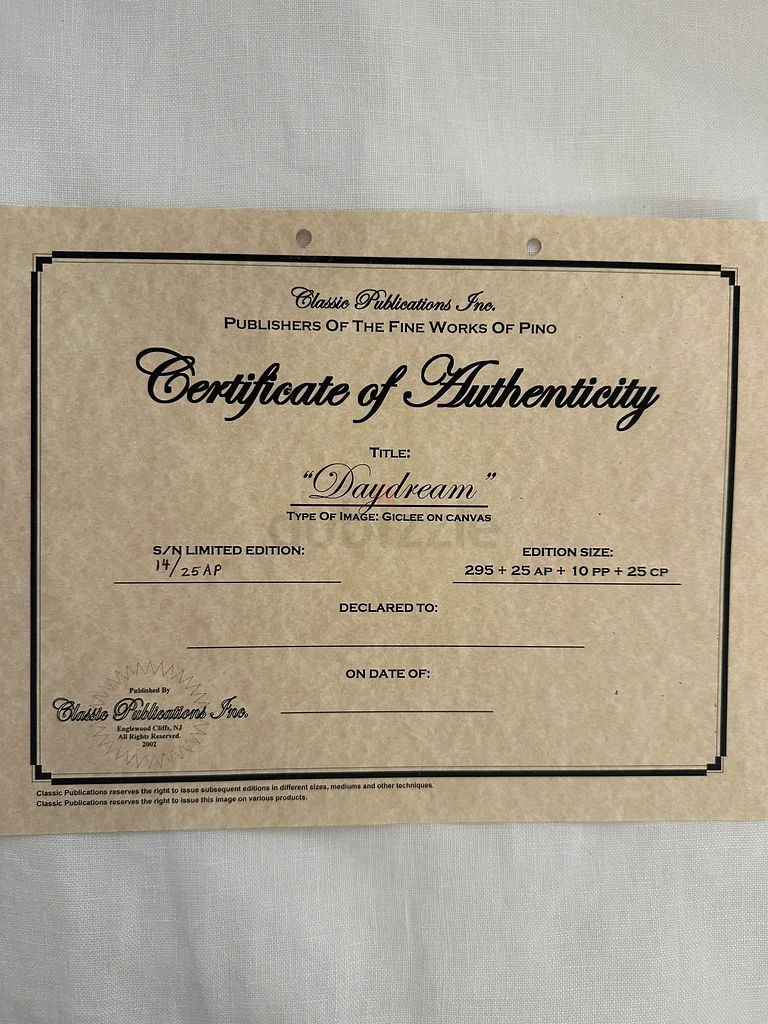 Classic Publications Inc.
PUBLISHERS OF THE FINE WORKS OF PINO
Certificate of Authenticity
TITLE:
"Daydream"
TYPE OF IMAGE: GICLEE ON CANVAS
S/N LIMITED EDITION:
14/25 AP
EDITION SIZE:
295 + 25 AP + 10 PP + 25 CP
DECLARED TO:
ON DATE OF:
Published By
Classic Publications Inc.
Englewood Cliffs, NJ
All Rights Reserved.
2002
Classic Publications reserves the right to issue subsequent editions in different sizes, mediums and other techniques.
Classic Publications reserves the right to issue this image on various products.